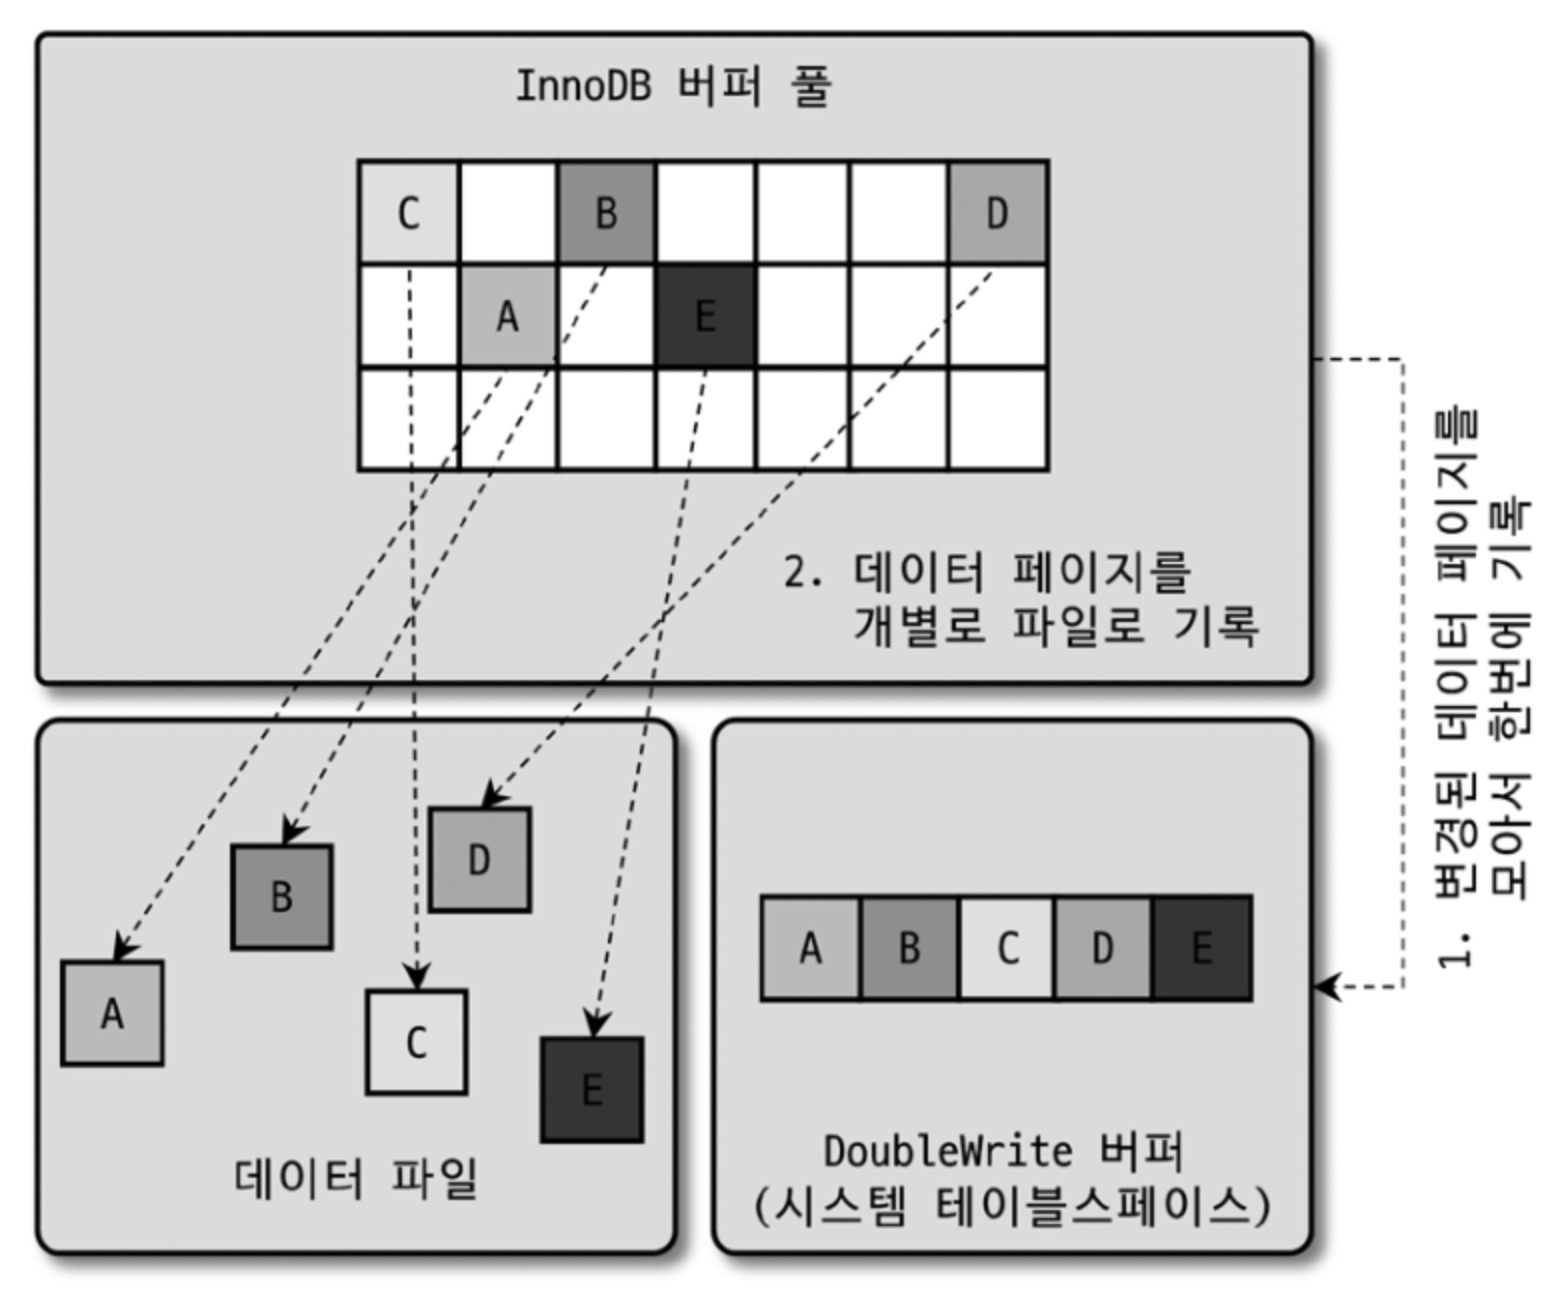 InnoDB 버퍼 풀
C B D
A E
2. 데이터 페이지를
개별로 파일로 기록
1. 변경된 데이터 페이지를
모아서 한번에 기록
D
B
A
C
E
데이터 파일
A B C D E
DoubleWrite 버퍼
(시스템 테이블스페이스)